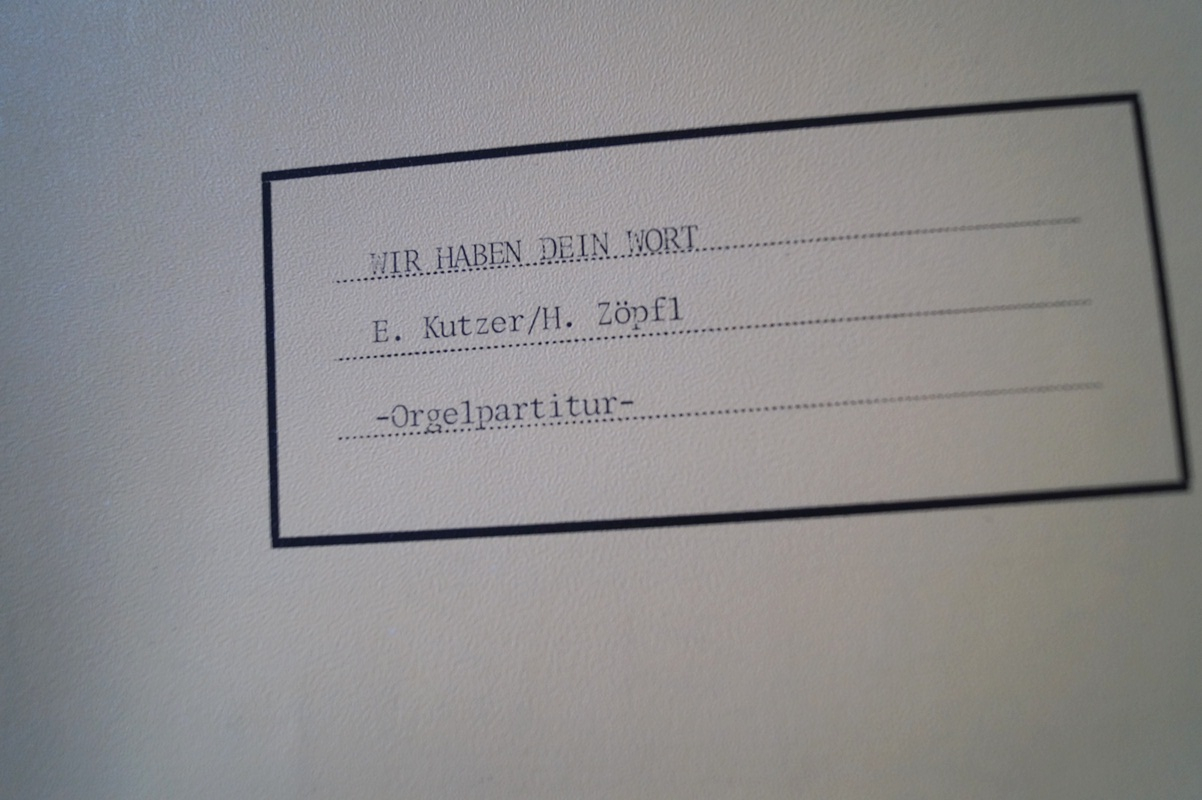 WIR HABEN DEIN WORT
E. Kutzer/H. Zöpfl
-Orgelpartitur-